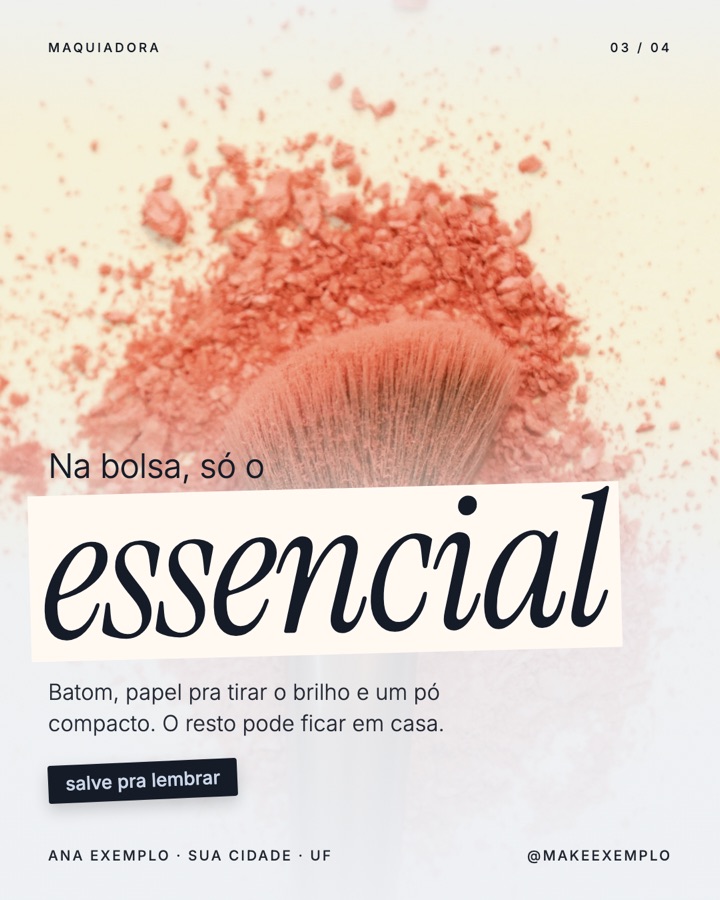 MAQUIADORA
03 / 04
Na bolsa, só o
essencial
Batom, papel pra tirar o brilho e um pó
compacto. O resto pode ficar em casa.
salve pra lembrar
ANA EXEMPLO · SUA CIDADE · UF
@MAKEEXEMPLO